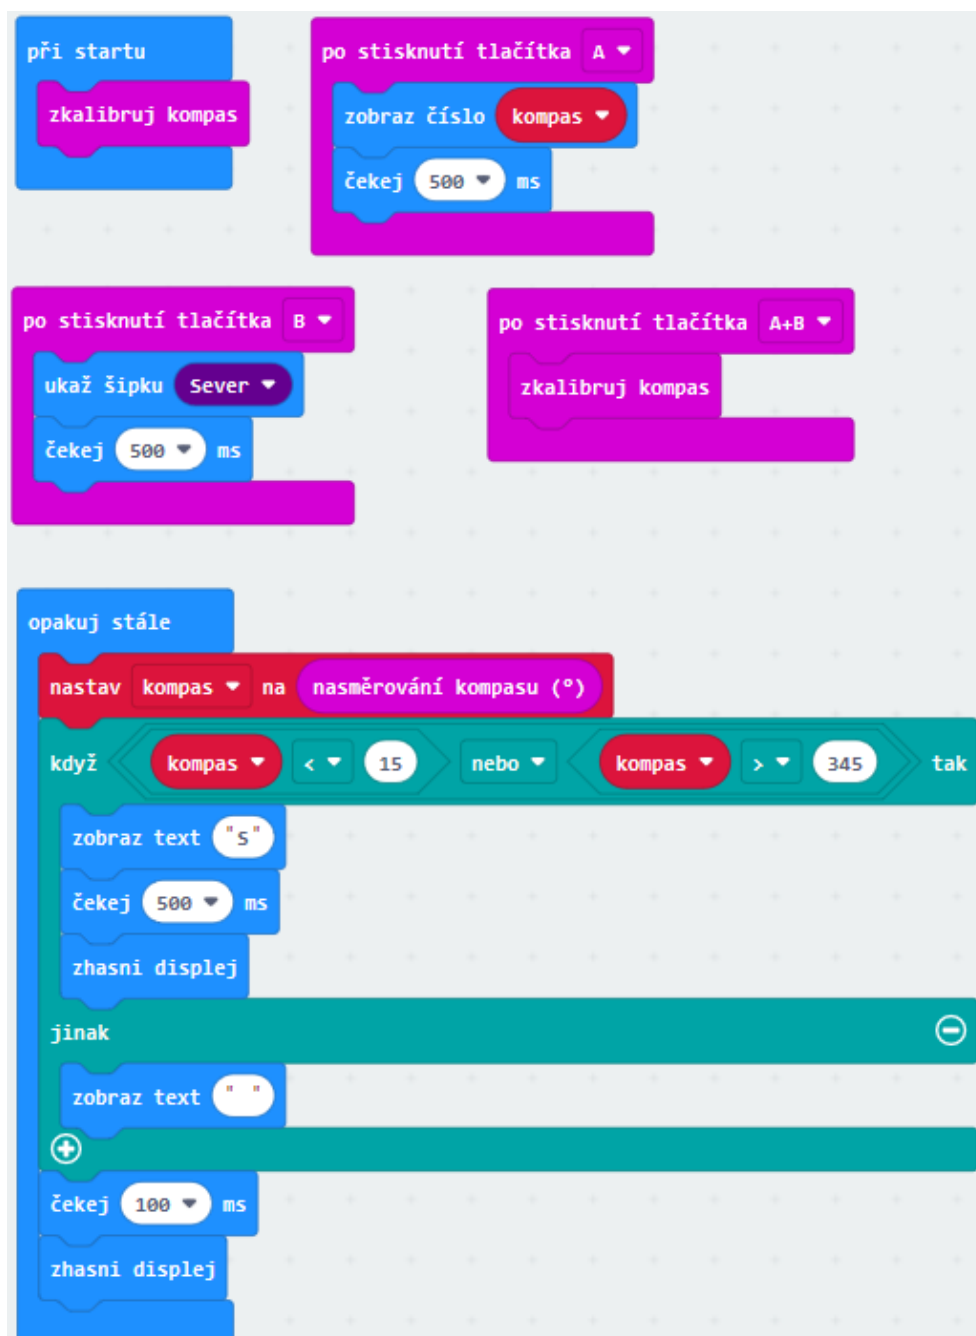 při startu
zkalibruj kompas
po stisknutí tlačítka A
zobraz číslo kompas
čekej 500 ms
po stisknutí tlačítka B
ukaž šipku Sever
čekej 500 ms
po stisknutí tlačítka A+B
zkalibruj kompas
opakuj stále
nastav kompas na nasměrování kompasu (°)
když kompas < 15 nebo kompas > 345 tak
zobraz text "S"
čekej 500 ms
zhasni displej
jinak
zobraz text " "
čekej 100 ms
zhasni displej